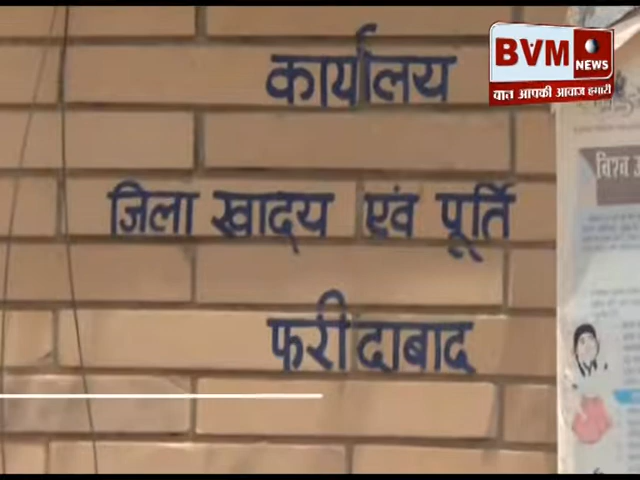 BVM
NEWS
बात आपकी आवाज हमारी
कार्यालय
जिला खाद्य एवं पूर्ति
फरीदाबाद
विश्व